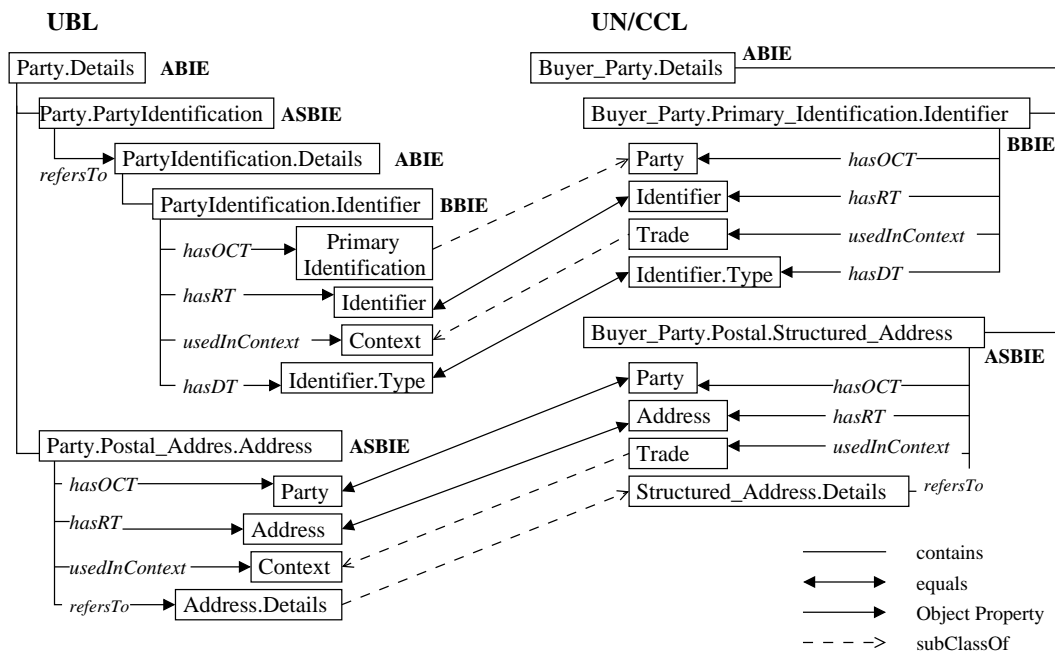 UBL
Party.Details ABIE
Party.PartyIdentification ASBIE
refersTo PartyIdentification.Details ABIE
PartyIdentification.Identifier BBIE
hasOCT Primary
Identification
hasRT Identifier
usedInContext Context
hasDT Identifier.Type
Party.Postal_Addres.Address ASBIE
hasOCT Party
hasRT Address
usedInContext Context
refersTo Address.Details
UN/CCL
Buyer_Party.Details ABIE
Buyer_Party.Primary_Identification.Identifier
BBIE
Party hasOCT
Identifier hasRT
Trade usedInContext
Identifier.Type hasDT
Buyer_Party.Postal.Structured_Address
ASBIE
Party hasOCT
Address hasRT
Trade usedInContext
Structured_Address.Details refersTo
contains
equals
Object Property
subClassOf